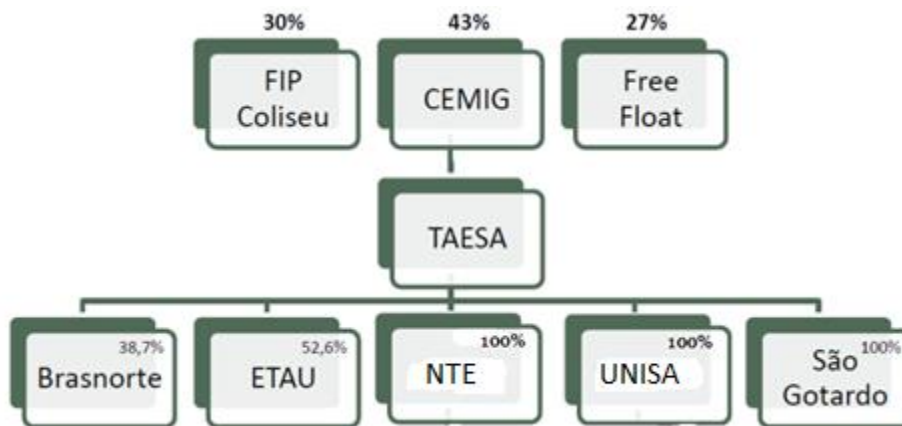 30% 43% 27%
FIP
Coliseu
CEMIG
Free
Float
TAESA
38,7%
Brasnorte
52,6%
ETAU
100%
NTE
100%
UNISA
100%
São
Gotardo